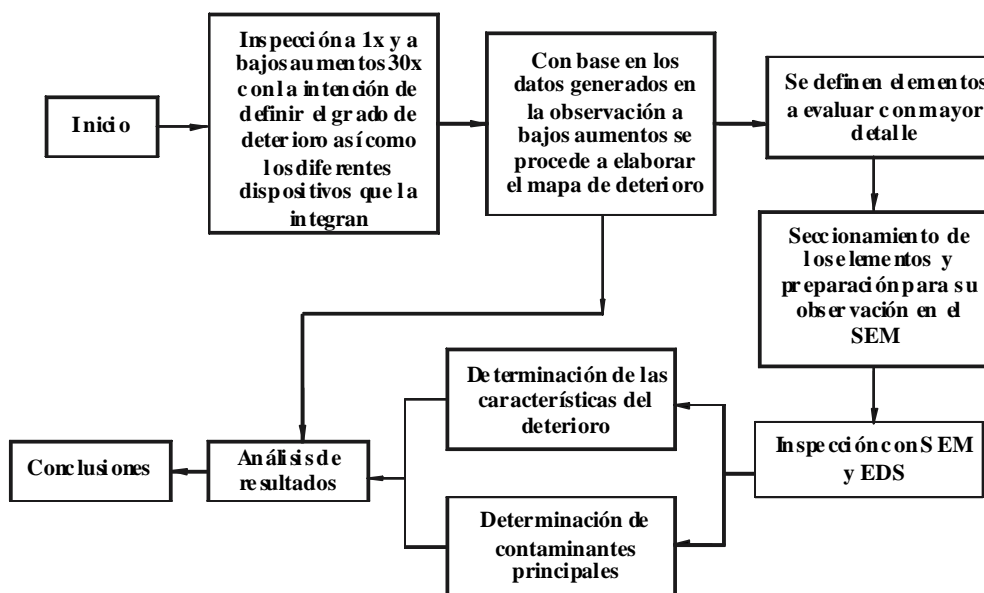 Inicio
Inspección a 1x y a
bajos aumentos 30x
con la intención de
definir el grado de
deterioro así como
los diferentes
dispositivos que la
integran
Con base en los
datos generados en
la observación a
bajos aumentos se
procede a elaborar
el mapa de deterioro
Se definen elementos
a evaluar con mayor
detalle
Seccionamiento de
los elementos y
preparación para su
observación en el
SEM
Inspección con SEM
y EDS
Determinación de las
características del
deterioro
Determinación de
contaminantes
principales
Análisis de
resultados
Conclusiones